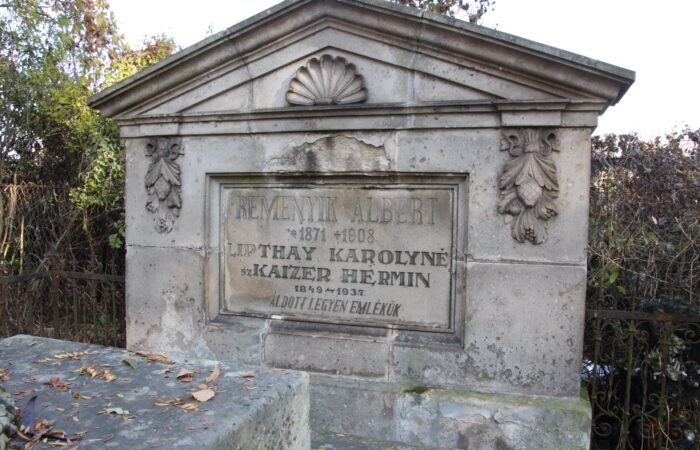 REMENYIK ALBERT
*1871 +1908
LIPTHAY KAROLYNÉ
SZ KAIZER HERMIN
1849~1937
ÁLDOTT LEGYEN EMLÉKÜK